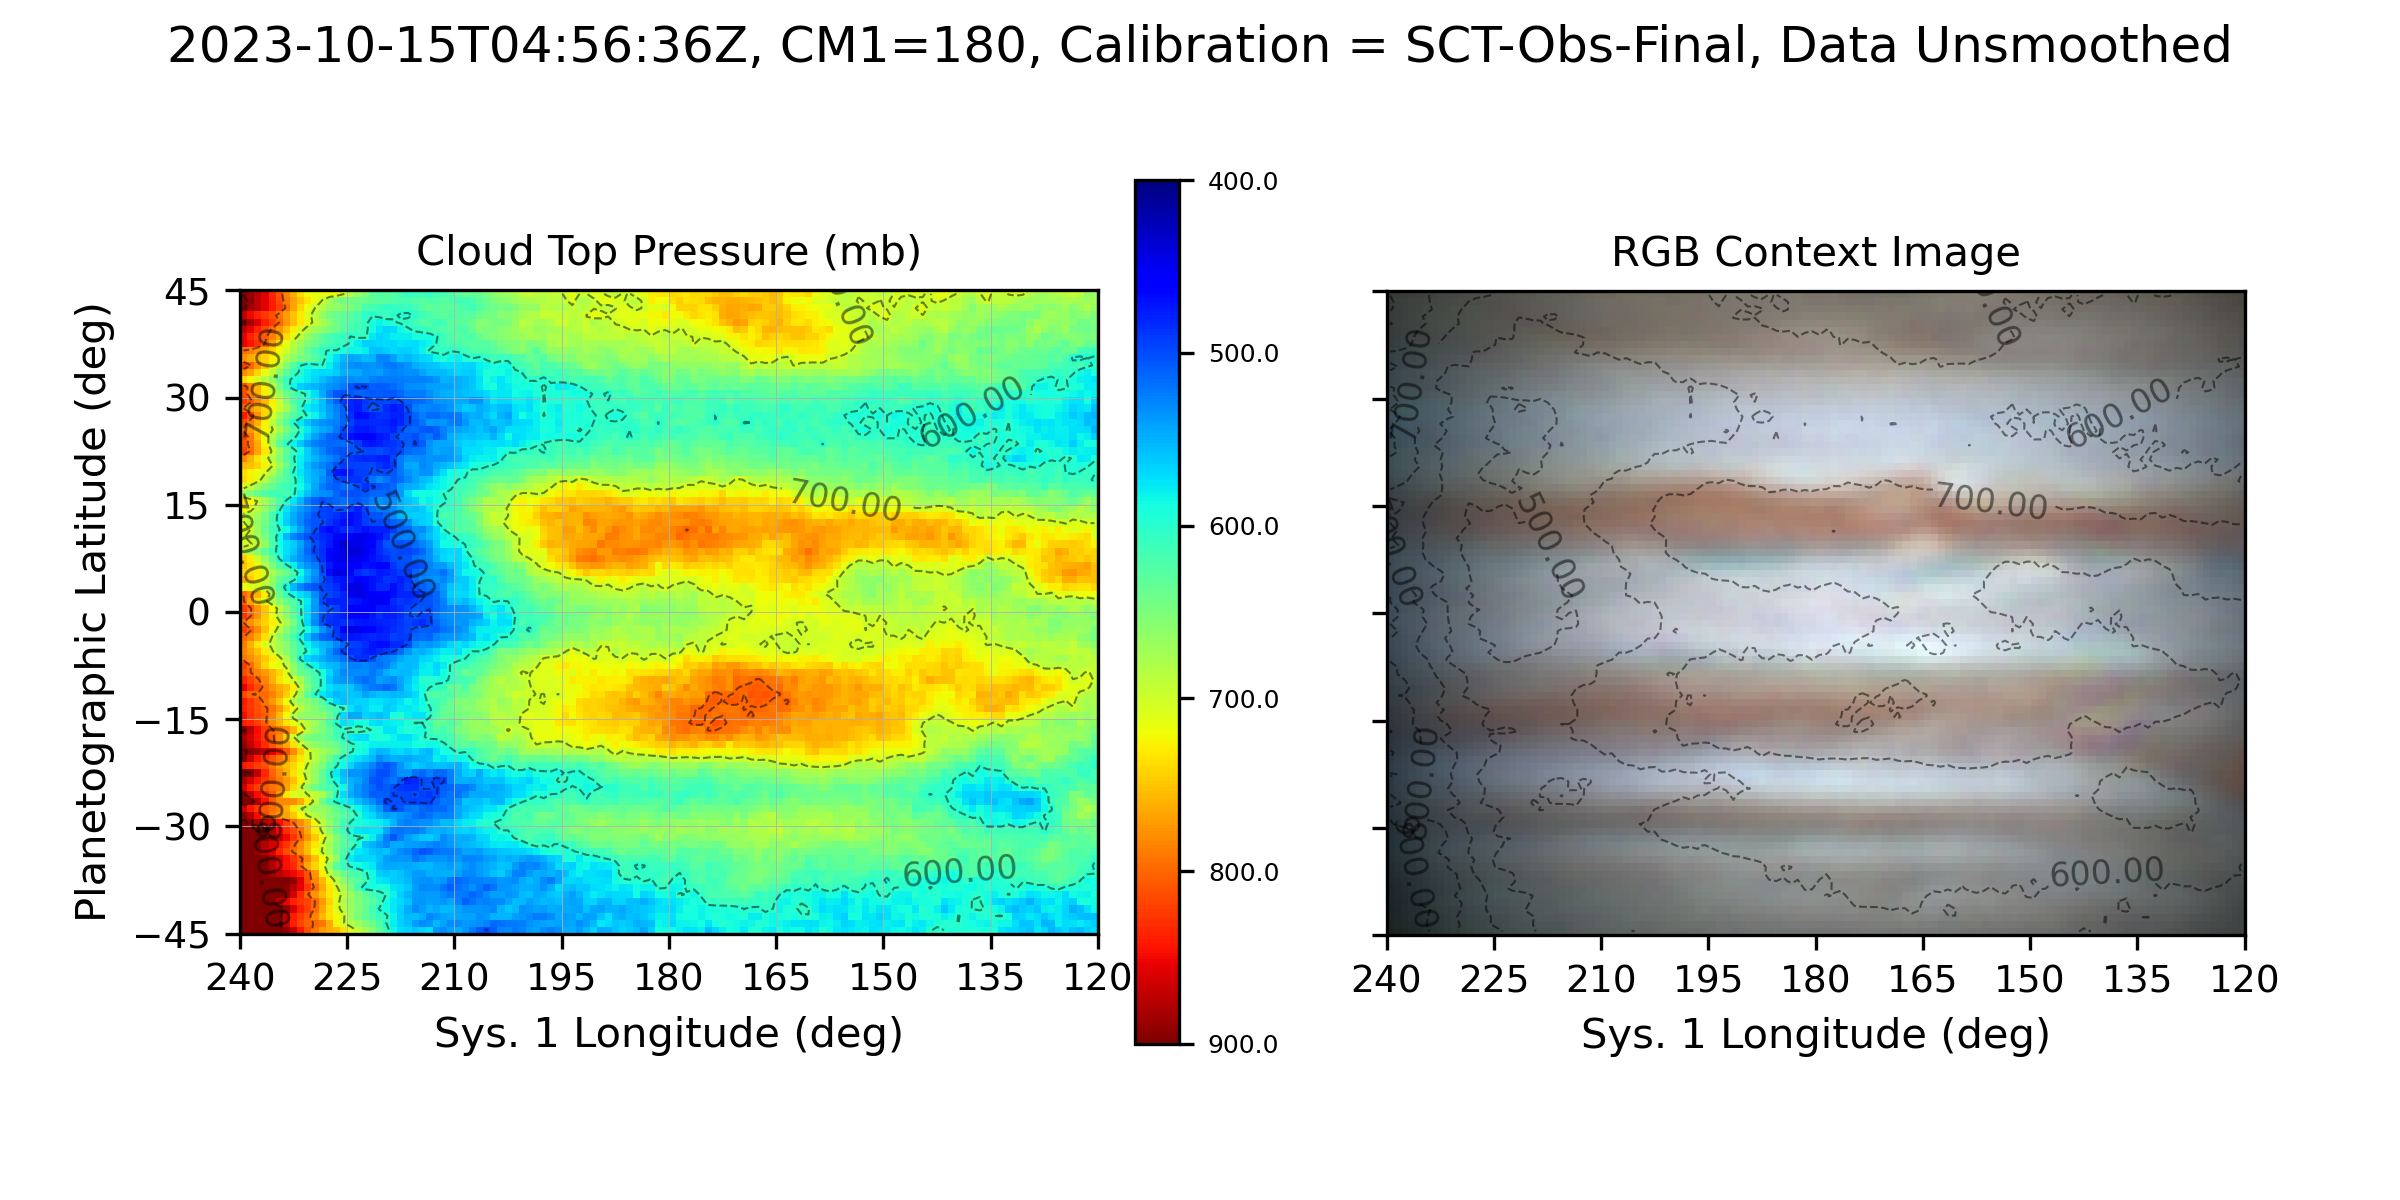 2023-10-15T04:56:36Z, CM1=180, Calibration = SCT-Obs-Final, Data Unsmoothed
Cloud Top Pressure (mb)
Planetographic Latitude (deg)
45
30
15
0
−15
−30
−45
240 225 210 195 180 165 150 135 120
Sys. 1 Longitude (deg)
700.00
500.00
600.00
700.00
600.00
400.0
500.0
600.0
700.0
800.0
900.0
RGB Context Image
700.00
500.00
600.00
700.00
600.00
240 225 210 195 180 165 150 135 120
Sys. 1 Longitude (deg)